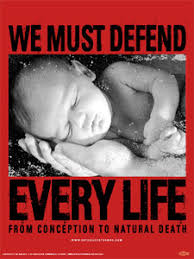 WE MUST DEFEND
EVERY LIFE
FROM CONCEPTION TO NATURAL DEATH